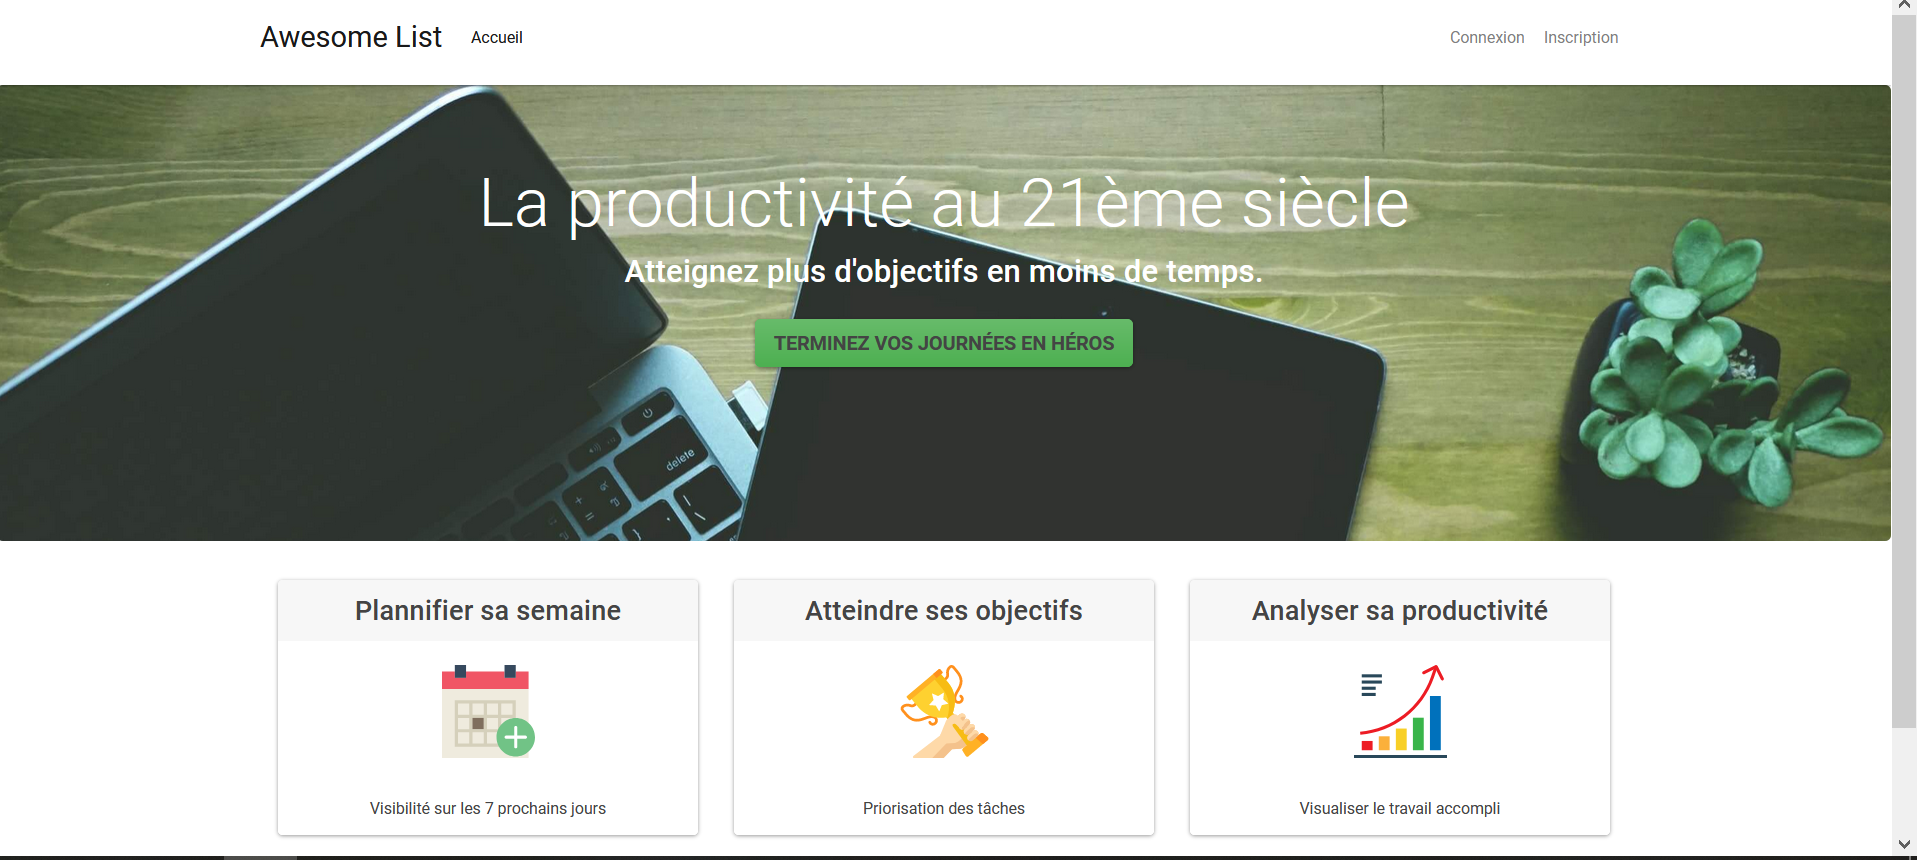 Awesome List Accueil Connexion Inscription
La productivité au 21ème siècle
Atteignez plus d'objectifs en moins de temps.
TERMINEZ VOS JOURNÉES EN HÉROS
delete
Plannifier sa semaine
Visibilité sur les 7 prochains jours
Atteindre ses objectifs
Priorisation des tâches
Analyser sa productivité
Visualiser le travail accompli